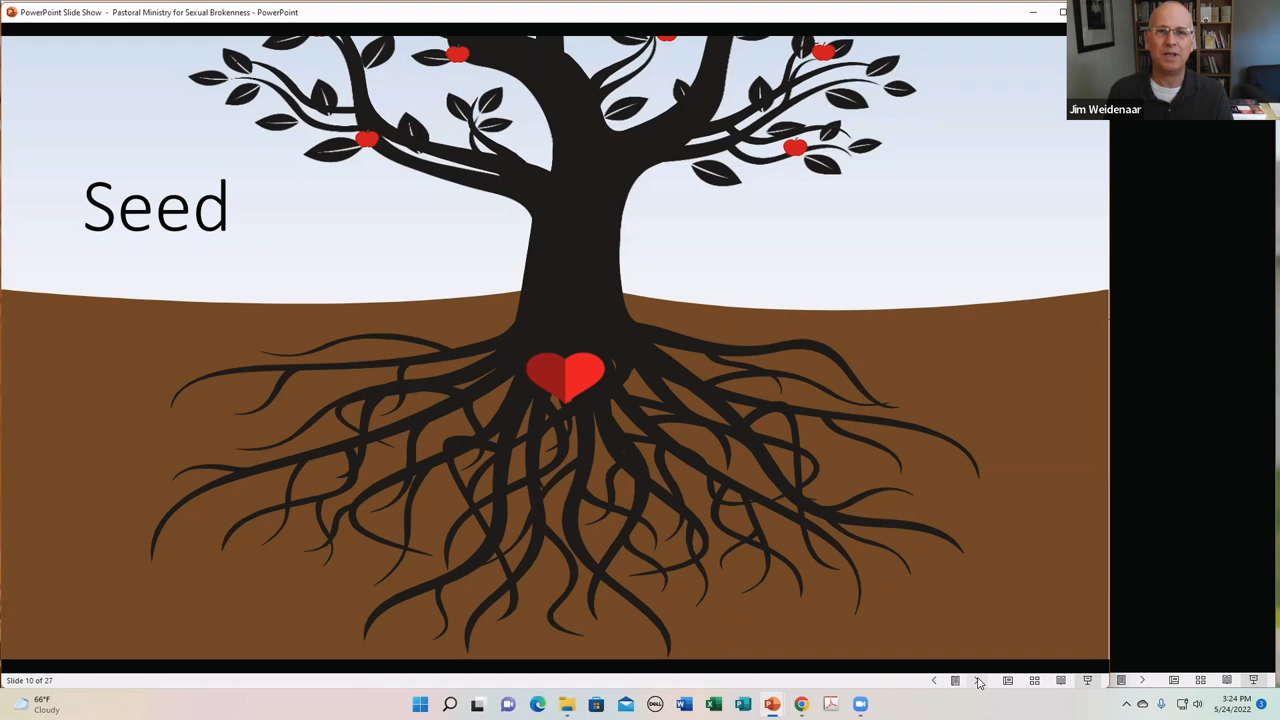 PowerPoint Slide Show - Pastoral Ministry for Sexual Brokenness - PowerPoint
Jim Weidenaar
Seed
Slide 10 of 27
66°F
Cloudy
3:24 PM
5/24/2022
3